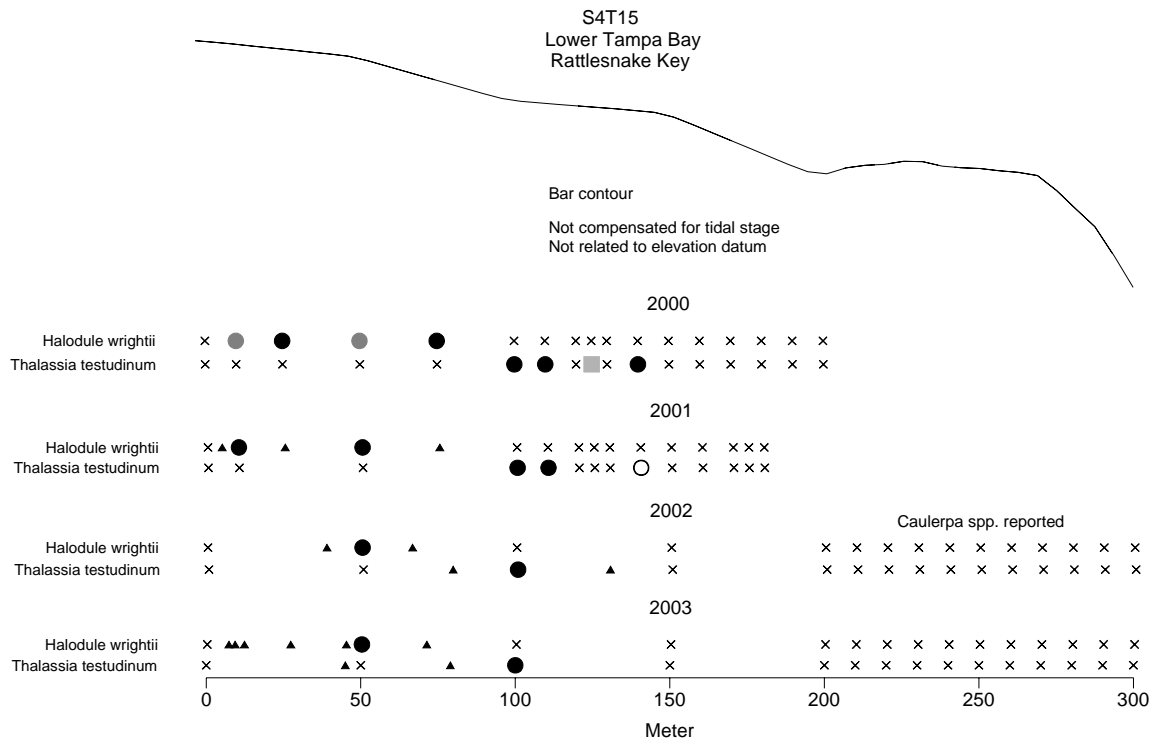 S4T15
Lower Tampa Bay
Rattlesnake Key
Bar contour
Not compensated for tidal stage
Not related to elevation datum
2000
Halodule wrightii
Thalassia testudinum
2001
Halodule wrightii
Thalassia testudinum
2002
Caulerpa spp. reported
Halodule wrightii
Thalassia testudinum
2003
Halodule wrightii
Thalassia testudinum
0 50 100 150 200 250 300
Meter